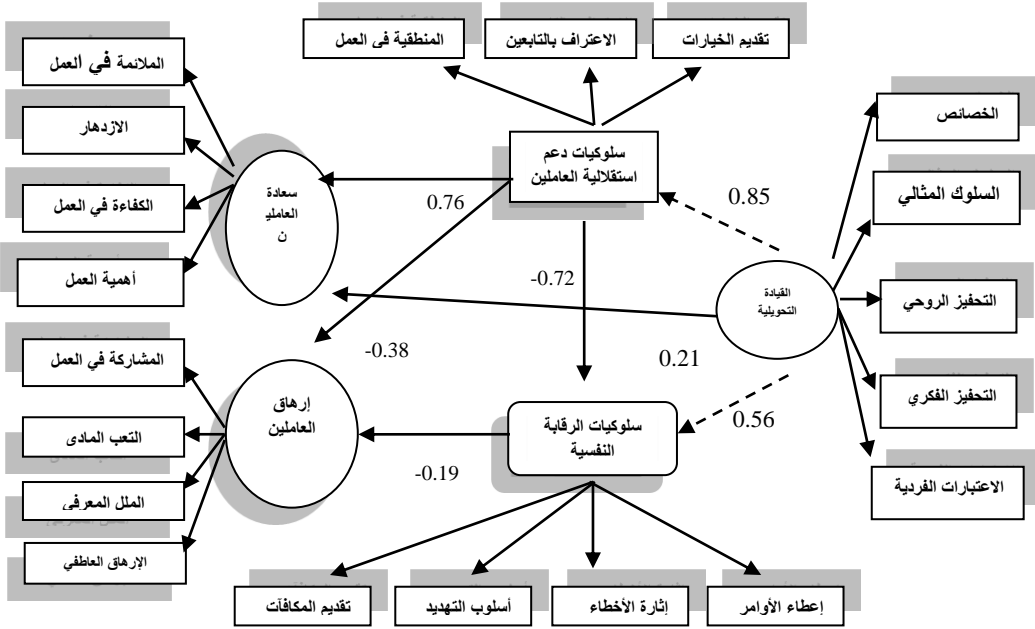 تقديم الخيارات
الاعتراف بالتابعين
المنطقية فى العمل
الملائمة في العمل
الخصائص
الازدهار
سلوكيات دعم
استقلالية العاملين
السلوك المثالي
سعادة
العاملي
ن
الكفاءة في العمل
0.85
0.76
أهمية العمل
-0.72
القيادة
التحويلية
التحفيز الروحي
المشاركة في العمل
-0.38
0.21
التحفيز الفكري
إرهاق
العاملين
0.56
سلوكيات الرقابة
النفسية
التعب المادى
-0.19
الاعتبارات الفردية
الملل المعرفى
الإرهاق العاطفي
إعطاء الأوامر
إثارة الأخطاء
أسلوب التهديد
تقديم المكافآت